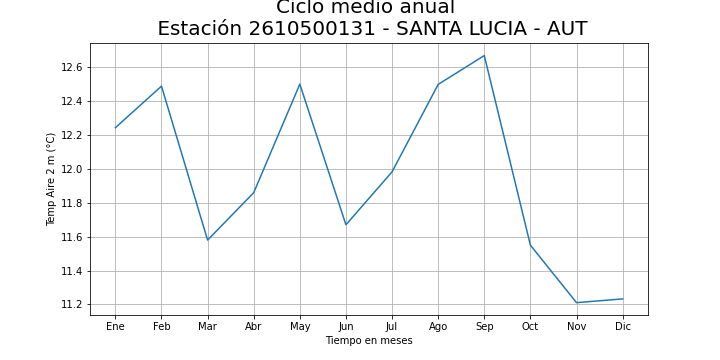 Ciclo medio anual
Estación 2610500131 - SANTA LUCIA - AUT
12.6
12.4
12.2
12.0
11.8
11.6
11.4
11.2
Temp Aire 2 m (°C)
Ene Feb Mar Abr May Jun Jul Ago Sep Oct Nov Dic
Tiempo en meses